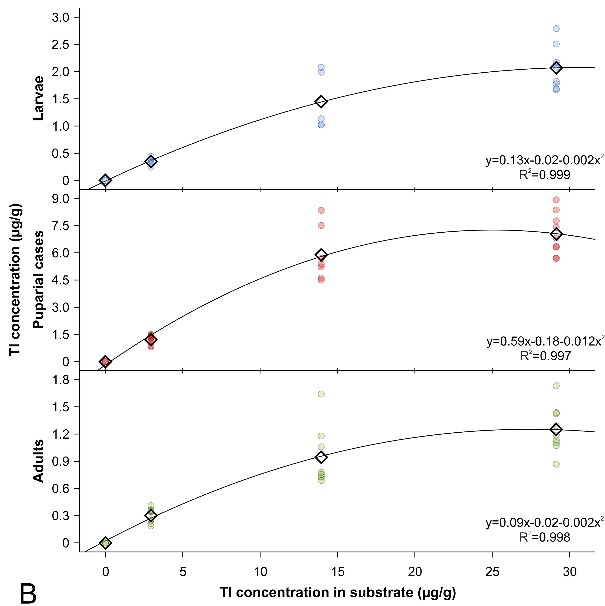 3.0
2.5
2.0
1.5
1.0
0.5
0
Larvae
y=0.13x-0.02-0.002x²
R²=0.999
9.0
7.5
6.0
4.5
3.0
1.5
0
Tl concentration (µg/g)
Puparial cases
y=0.59x-0.18-0.012x²
R²=0.997
1.8
1.5
1.2
0.9
0.6
0.3
0
Adults
y=0.09x-0.02-0.002x²
R²=0.998
0 5 10 15 20 25 30
Tl concentration in substrate (µg/g)
B